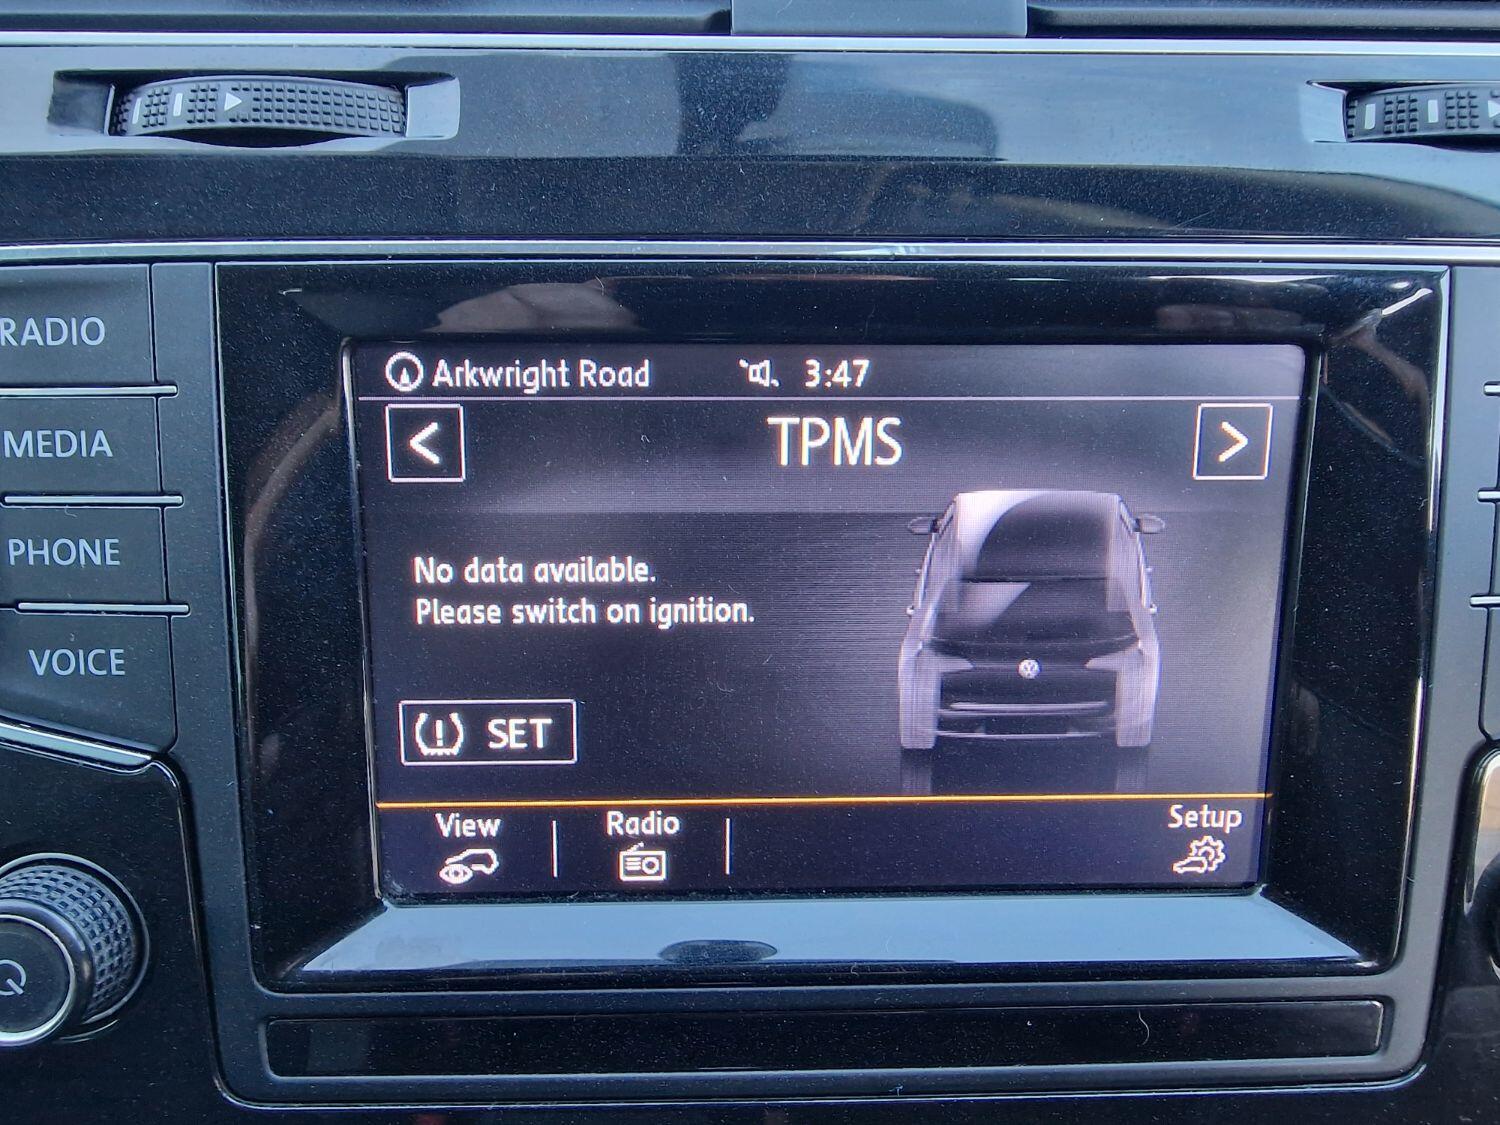 RADIO
MEDIA
PHONE
VOICE
Arkwright Road 3:47
< TPMS >
No data available.
Please switch on ignition.
SET
View Radio Setup